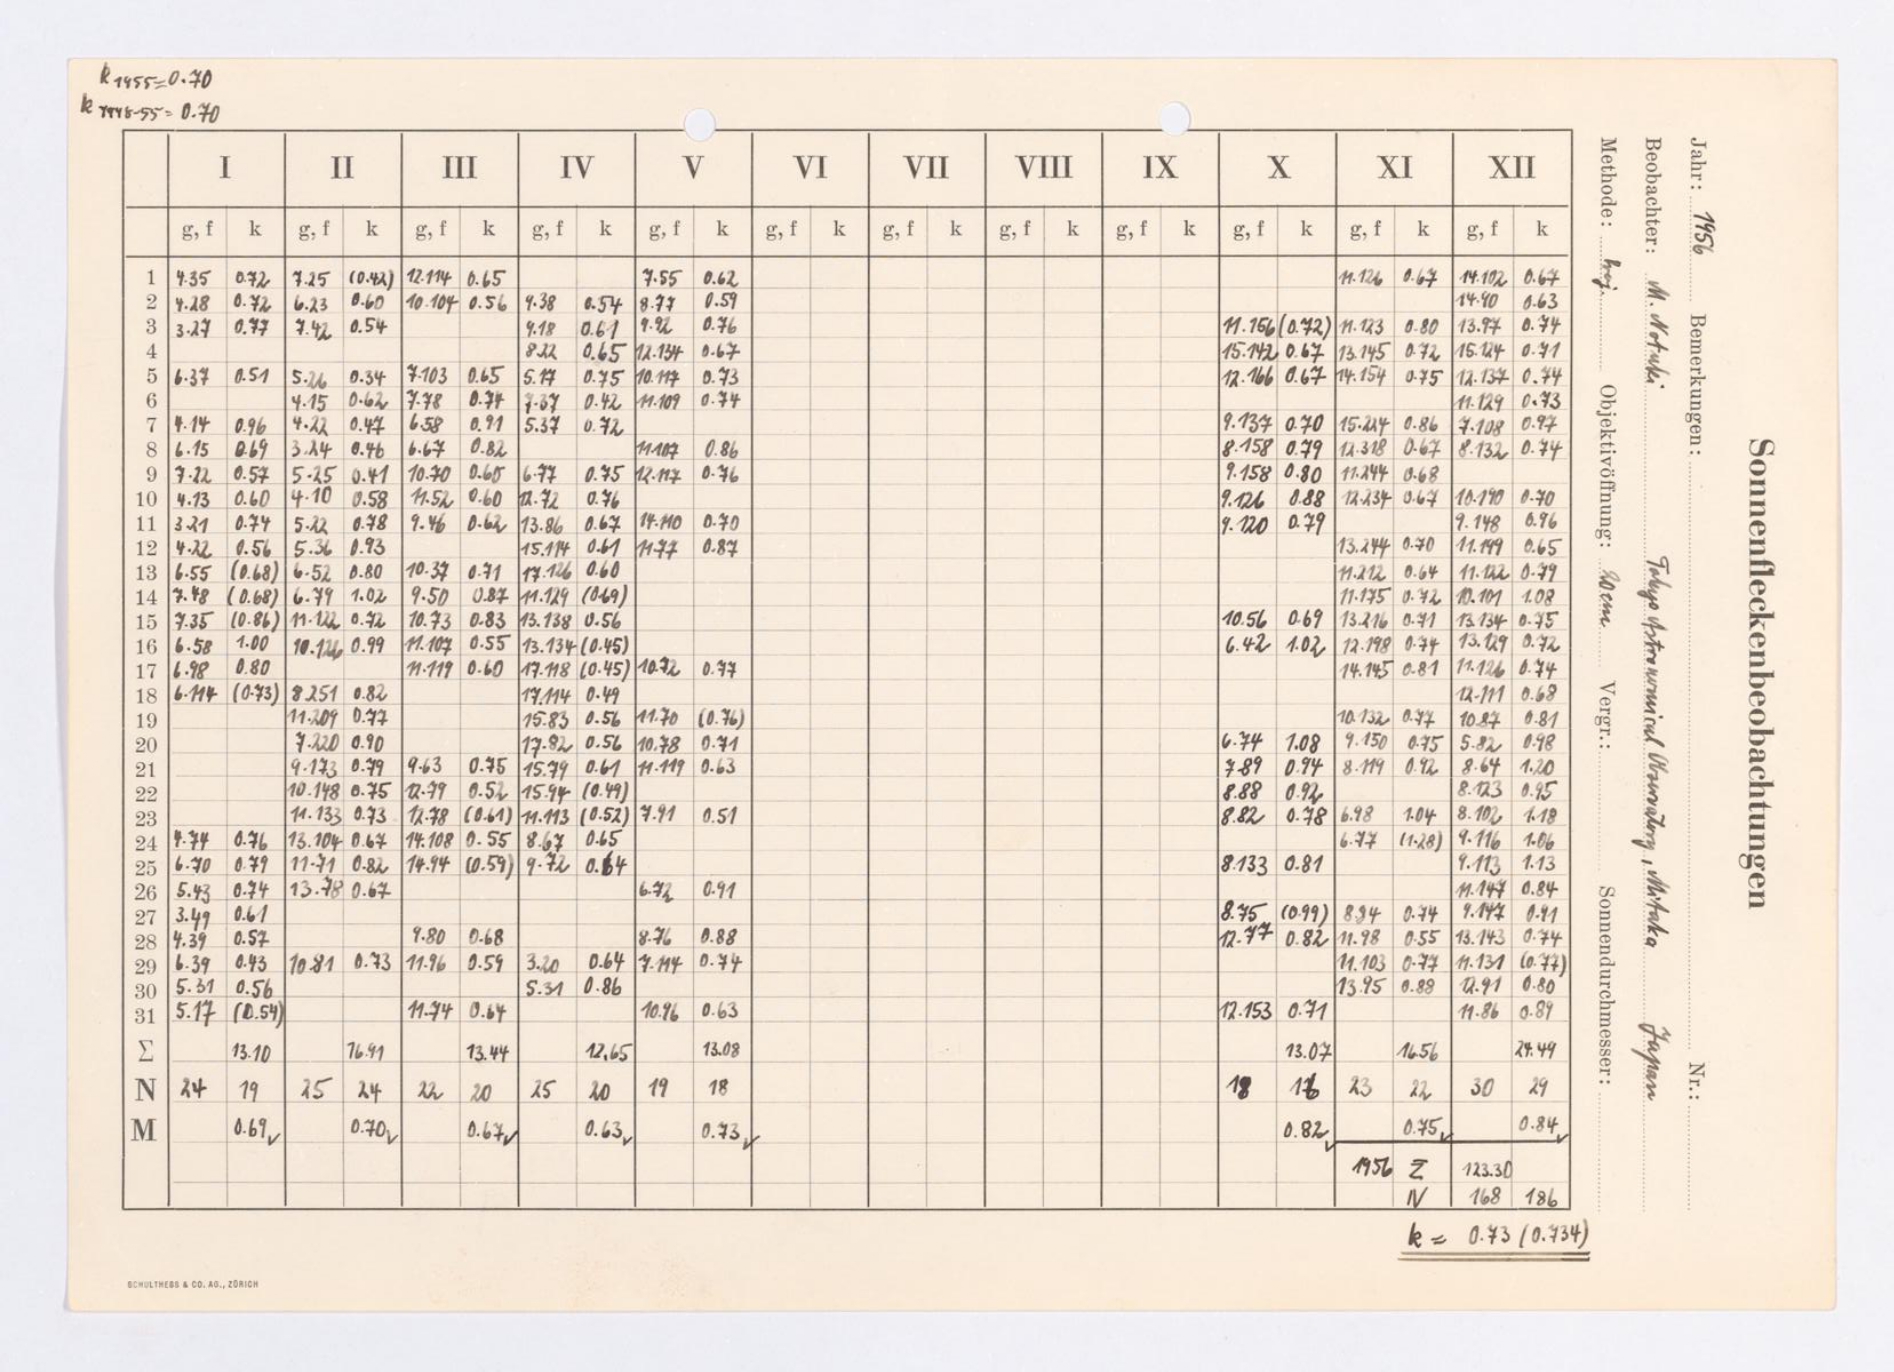 k 1955 = 0.70
k 1948-55 = 0.70
I II III IV V VI VII VIII IX X XI XII
g, f k g, f k g, f k g, f k g, f k g, f k g, f k g, f k g, f k g, f k g, f k g, f k
1 4.35 0.72 7.25 (0.42) 12.114 0.65 7.55 0.62 11.126 0.67 14.102 0.67
2 4.28 0.72 6.23 0.60 10.104 0.56 9.38 0.54 8.77 0.59 14.90 0.63
3 3.27 0.77 7.42 0.54 9.18 0.61 9.92 0.76 11.156 (0.72) 11.123 0.80 13.97 0.74
4 8.22 0.65 12.134 0.67 15.142 0.67 13.145 0.72 15.124 0.71
5 6.37 0.51 5.26 0.34 7.103 0.65 5.17 0.75 10.117 0.73 12.166 0.67 14.154 0.75 12.137 0.74
6 4.15 0.62 7.78 0.74 7.37 0.42 11.109 0.74 11.129 0.73
7 4.14 0.96 4.22 0.47 6.58 0.91 5.37 0.72 9.137 0.70 15.224 0.86 7.108 0.97
8 6.15 0.69 3.24 0.46 6.67 0.82 11.107 0.86 8.158 0.79 12.318 0.67 8.132 0.74
9 7.22 0.57 5.25 0.41 10.70 0.60 6.77 0.75 12.117 0.76 9.158 0.80 11.244 0.68
10 4.13 0.60 4.10 0.58 11.52 0.60 12.72 0.76 9.126 0.88 12.234 0.67 10.190 0.70
11 3.21 0.74 5.22 0.78 9.46 0.62 13.86 0.67 14.110 0.70 9.120 0.79 9.148 0.96
12 4.22 0.56 5.36 0.93 15.114 0.61 11.77 0.87 13.244 0.70 11.199 0.65
13 6.55 (0.68) 6.52 0.80 10.37 0.71 17.126 0.60 11.212 0.64 11.122 0.79
14 7.48 (0.68) 6.79 1.02 9.50 0.87 11.129 (0.69) 11.175 0.72 10.101 1.08
15 7.35 (0.86) 11.122 0.72 10.73 0.83 13.138 0.56 10.56 0.69 13.216 0.71 13.134 0.75
16 6.58 1.00 10.126 0.99 11.107 0.55 13.134 (0.45) 6.42 1.02 12.198 0.74 13.129 0.72
17 6.98 0.80 11.119 0.60 17.118 (0.45) 10.72 0.77 14.145 0.81 11.126 0.74
18 6.114 (0.73) 8.251 0.82 17.114 0.49 12.111 0.68
19 11.209 0.77 15.83 0.56 11.70 (0.76) 10.132 0.77 10.87 0.81
20 7.220 0.90 17.82 0.56 10.78 0.71 6.74 1.08 9.150 0.75 5.82 0.98
21 9.173 0.79 9.63 0.75 15.79 0.61 11.119 0.63 7.89 0.94 8.119 0.92 8.64 1.20
22 10.148 0.75 12.79 0.52 15.94 (0.49) 8.88 0.92 8.123 0.95
23 11.133 0.73 12.78 (0.61) 11.113 (0.52) 7.91 0.51 8.82 0.78 6.98 1.04 8.102 1.18
24 4.74 0.76 13.104 0.67 14.108 0.55 8.67 0.65 6.77 (1.28) 9.116 1.06
25 6.70 0.79 11.71 0.82 14.94 (0.59) 9.72 0.64 8.133 0.81 9.113 1.13
26 5.43 0.74 13.78 0.67 6.72 0.91 11.147 0.84
27 3.49 0.61 8.75 (0.99) 8.94 0.74 9.147 0.91
28 4.39 0.57 9.80 0.68 8.76 0.88 12.77 0.82 11.98 0.55 13.143 0.74
29 6.39 0.43 10.81 0.73 11.96 0.59 3.20 0.64 7.114 0.74 11.103 0.77 11.131 (0.77)
30 5.31 0.56 5.31 0.86 13.95 0.88 12.91 0.80
31 5.17 (0.54) 11.74 0.64 10.96 0.63 12.153 0.71 11.86 0.89
Σ 13.10 16.91 13.44 12.65 13.08 13.07 16.56 24.49
N 24 19 25 24 22 20 25 20 19 18 18 16 23 22 30 29
M 0.69 0.70 0.67 0.63 0.73 0.82 0.75 0.84
1956 Σ 123.30
N 168 186
k = 0.73 (0.734)
SCHULTHESS & CO. AG., ZÜRICH
Sonnenfleckenbeobachtungen
Jahr: 1956 Bemerkungen: Nr.:
Beobachter: M. Notuki Tokyo Astronomical Observatory, Mitaka Japan
Methode: Proj. Objektivöffnung: 20cm Vergr.: Sonnendurchmesser: